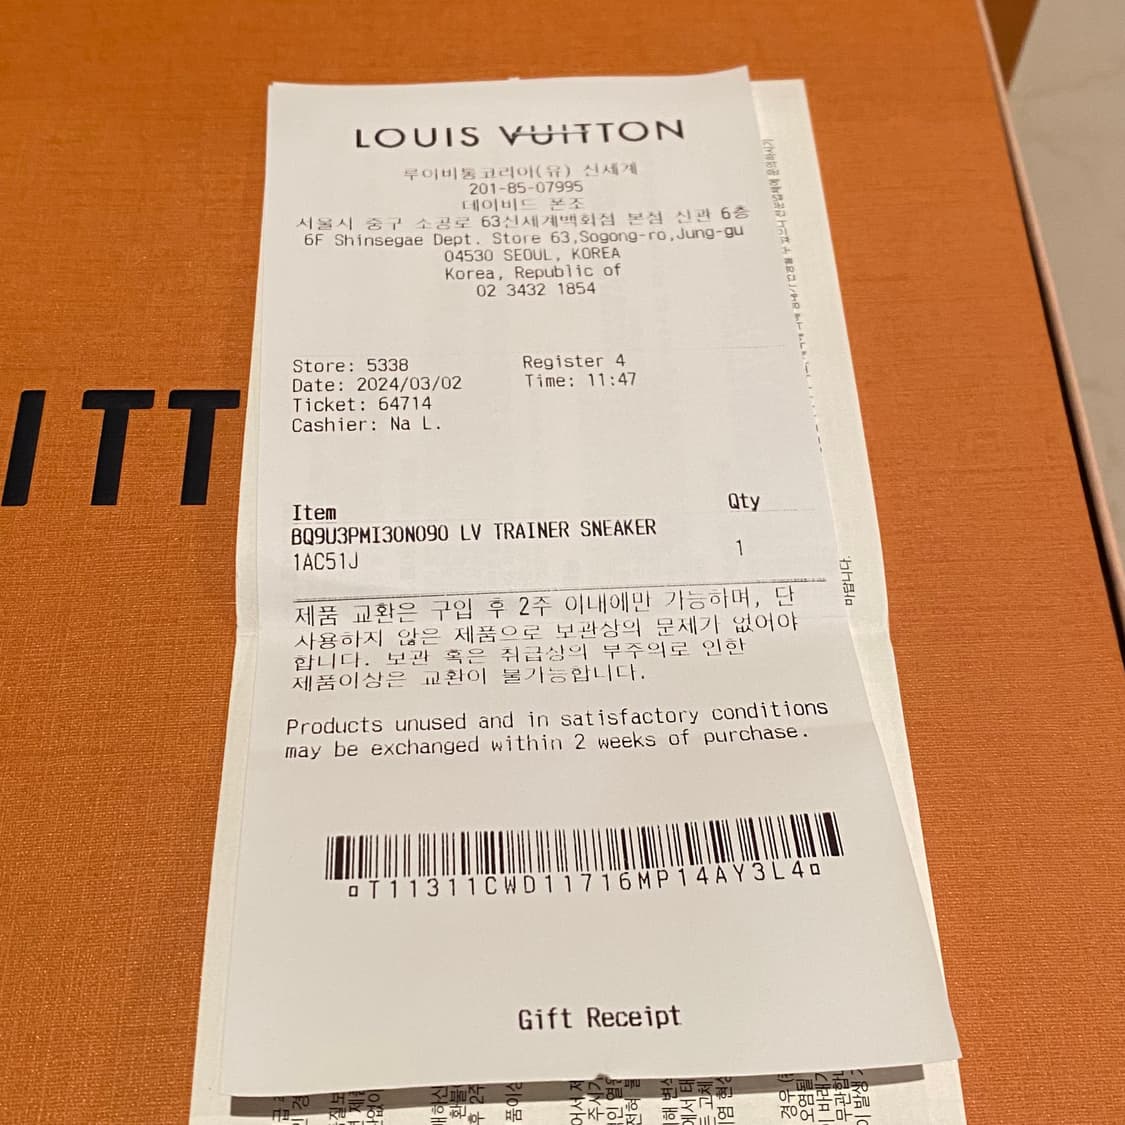 LOUIS VUITTON
루이비통코리아(유) 신세계
201-85-07995
데이비드 폰조
서울시 중구 소공로 63신세계백화점 본점 신관 6층
6F Shinsegae Dept. Store 63,Sogong-ro,Jung-gu
04530 SEOUL, KOREA
Korea, Republic of
02 3432 1854
Store: 5338 Register 4
Date: 2024/03/02 Time: 11:47
Ticket: 64714
Cashier: Na L.
ITT
Item Qty
BQ9U3PMI30N090 LV TRAINER SNEAKER
1AC51J 1
제품 교환은 구입 후 2주 이내에만 가능하며, 단
사용하지 않은 제품으로 보관상의 문제가 없어야
합니다. 보관 혹은 취급상의 부주의로 인한
제품이상은 교환이 불가능합니다.
Products unused and in satisfactory conditions
may be exchanged within 2 weeks of purchase.
T11311CWD11716MP14AY3L4
Gift Receipt
바랍니다.